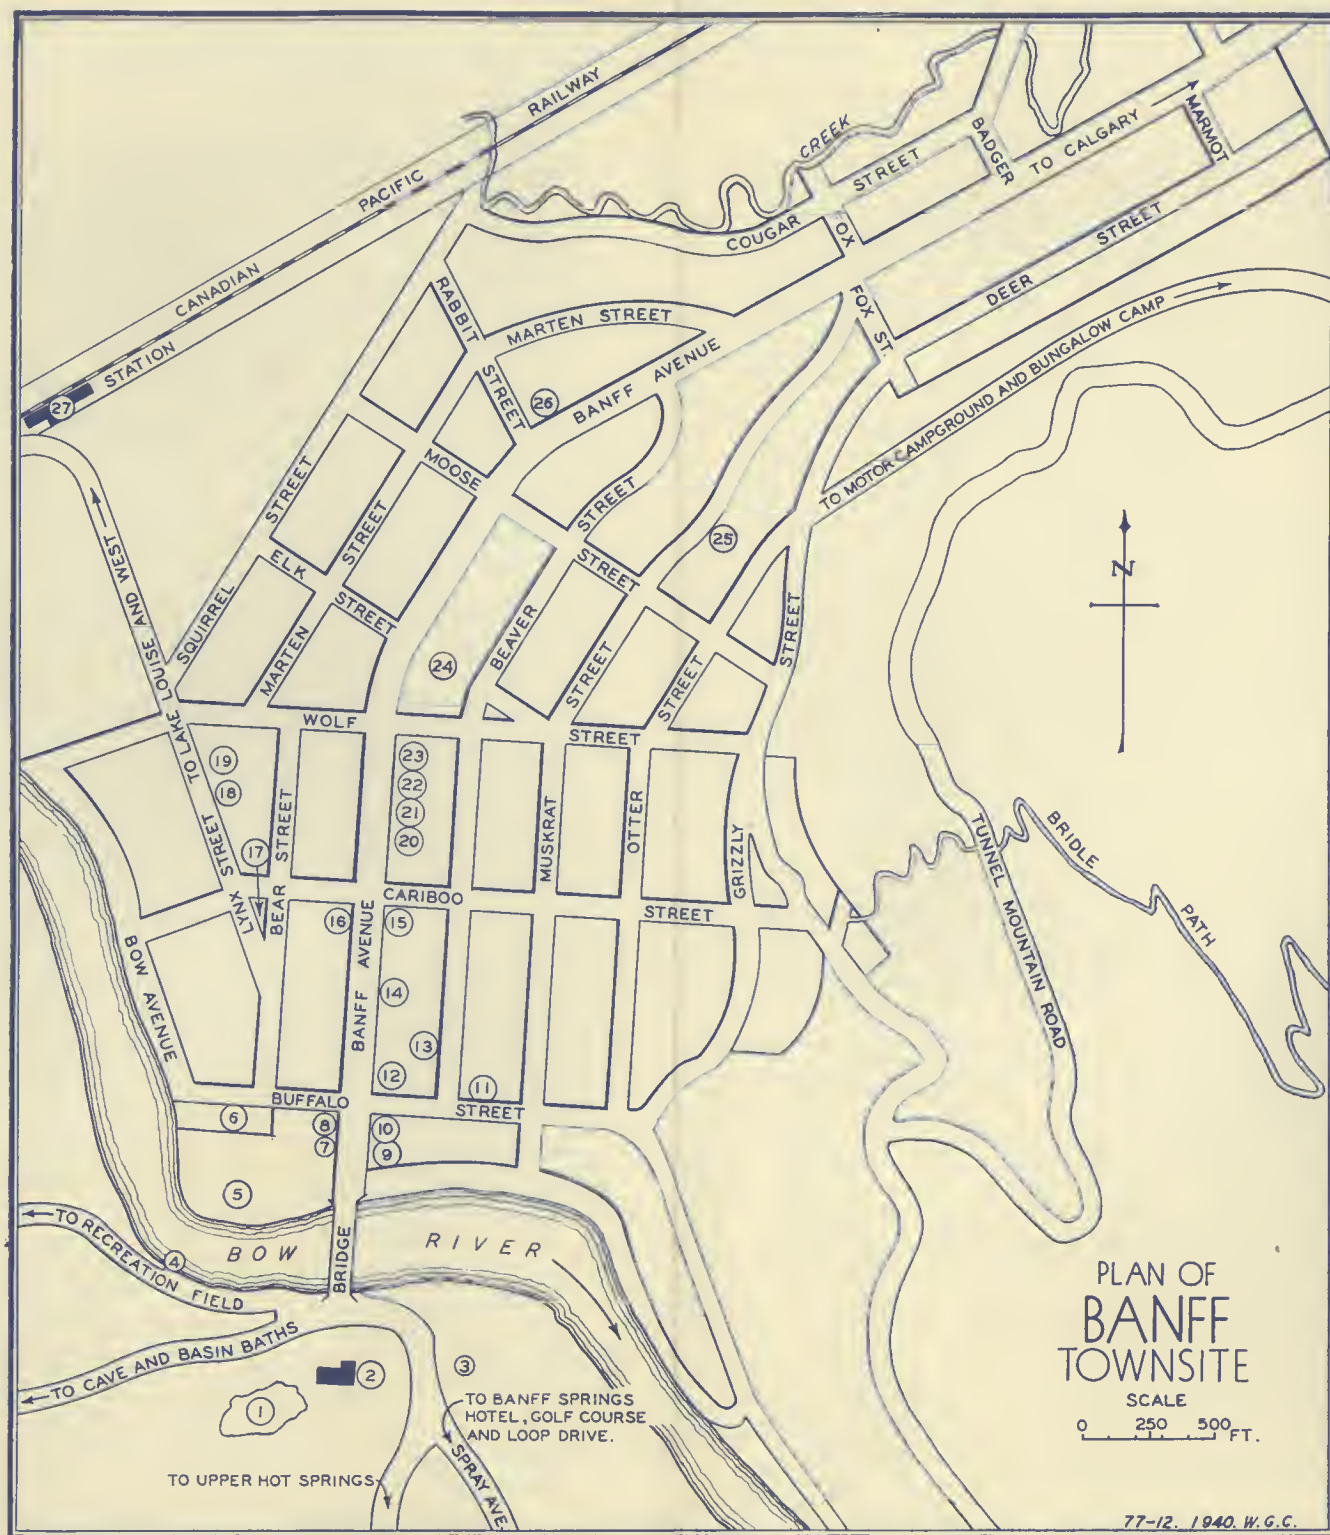 RAILWAY
PACIFIC
CANADIAN
STATION
27
CREEK
STREET
BADGER
TO CALGARY
MARMOT
COUGAR
FOX
STREET
DEER
FOX ST.
RABBIT
STREET
MARTEN STREET
BANFF AVENUE
26
TO MOTOR CAMPGROUND AND BUNGALOW CAMP
MOOSE
STREET
STREET
STREET
25
STREET
ELK
STREET
N
SQUIRREL
MARTEN
BEAVER
24
STREET
STREET
STREET
TO LAKE LOUISE AND WEST
WOLF
STREET
19
18
17
23
22
21
20
LYNX STREET
BEAR STREET
MUSKRAT
OTTER
GRIZZLY
TUNNEL MOUNTAIN ROAD
BRIDLE
PATH
CARIBOO
STREET
16
15
BOW AVENUE
BANFF AVENUE
14
13
12
11
BUFFALO
STREET
6
8
7
10
9
5
TO RECREATION FIELD
4
BOW
RIVER
BRIDGE
TO CAVE AND BASIN BATHS
2
3
1
TO BANFF SPRINGS
HOTEL, GOLF COURSE
AND LOOP DRIVE.
SPRAY AVE.
TO UPPER HOT SPRINGS
PLAN OF
BANFF
TOWNSITE
SCALE
0 250 500 FT.
77-12. 1940. W.G.C.